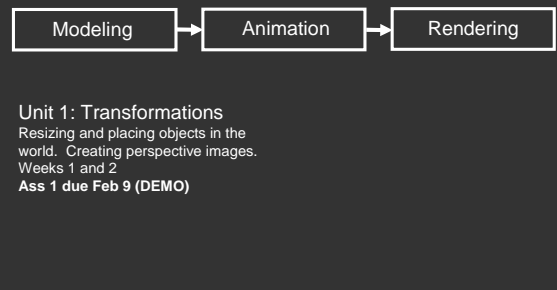 Modeling Animation Rendering
Unit 1: Transformations
Resizing and placing objects in the
world. Creating perspective images.
Weeks 1 and 2
Ass 1 due Feb 9 (DEMO)